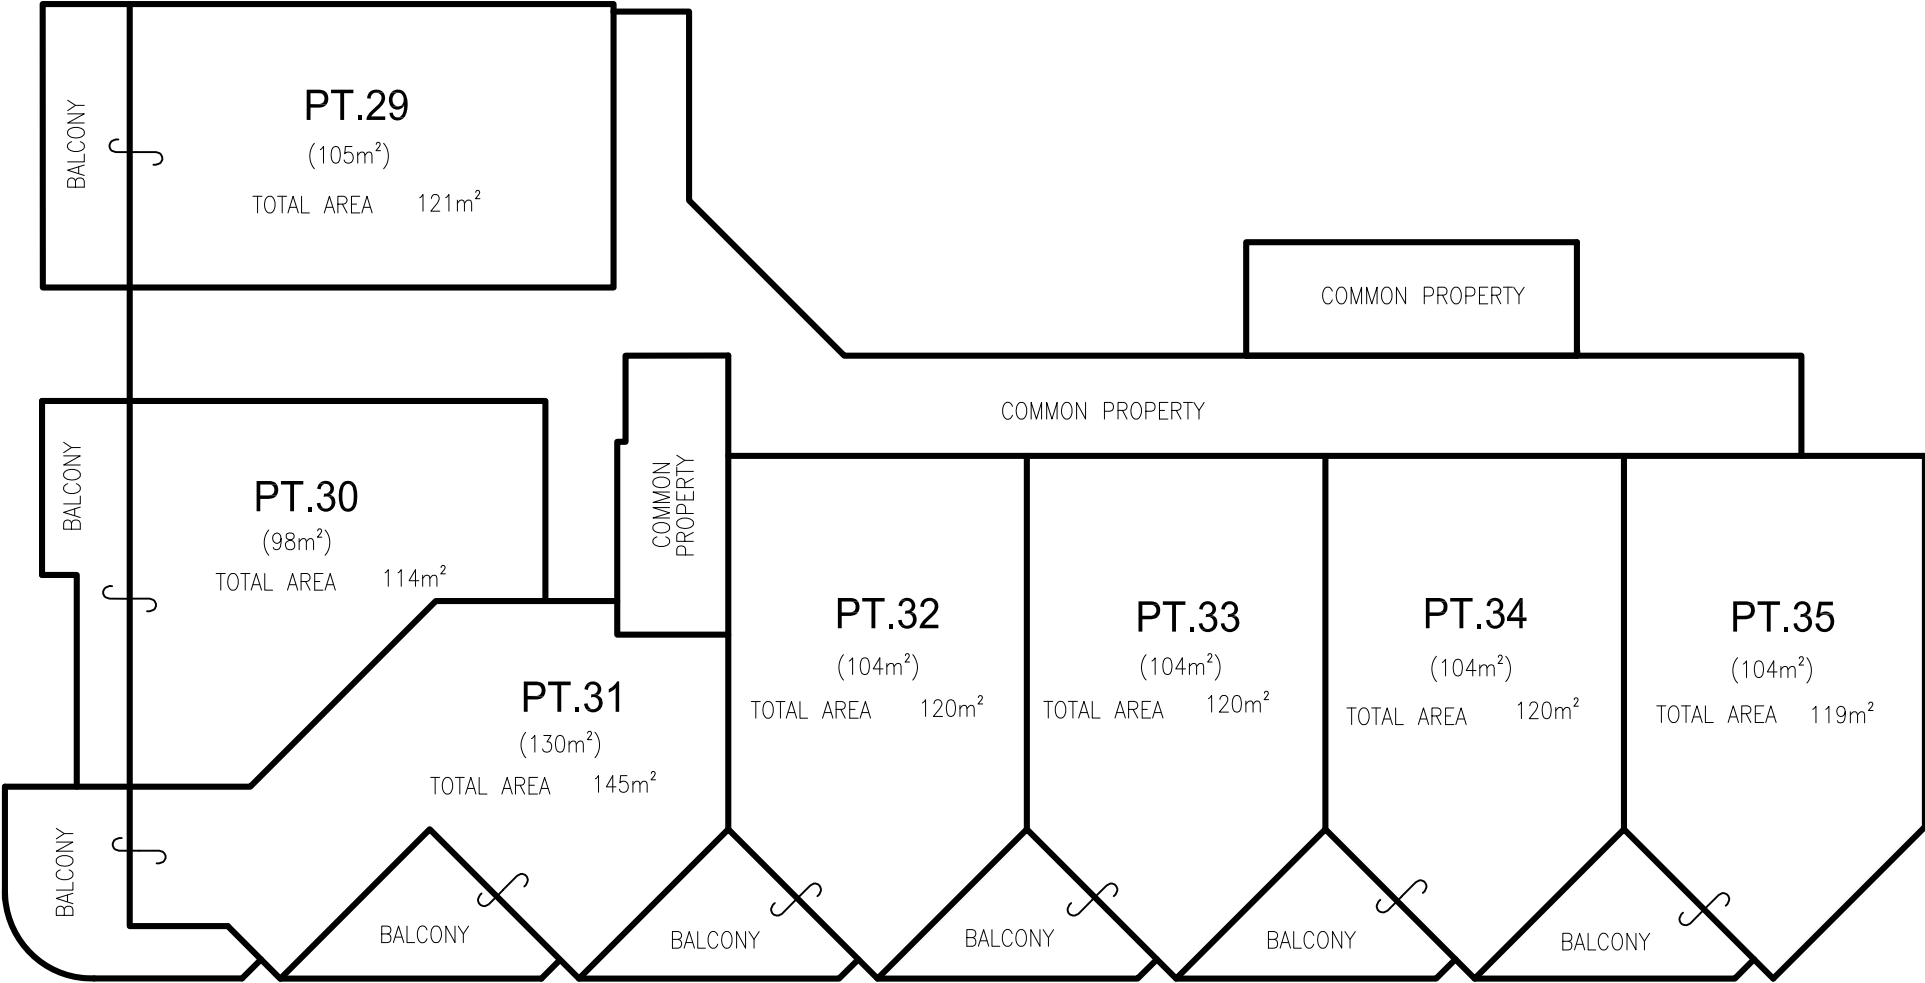 BALCONY
PT.29
(105m²)
TOTAL AREA 121m²
COMMON PROPERTY
COMMON PROPERTY
BALCONY
PT.30
(98m²)
TOTAL AREA 114m²
COMMON
PROPERTY
BALCONY
PT.31
(130m²)
TOTAL AREA 145m²
BALCONY
PT.32
(104m²)
TOTAL AREA 120m²
BALCONY
PT.33
(104m²)
TOTAL AREA 120m²
BALCONY
PT.34
(104m²)
TOTAL AREA 120m²
BALCONY
PT.35
(104m²)
TOTAL AREA 119m²
BALCONY